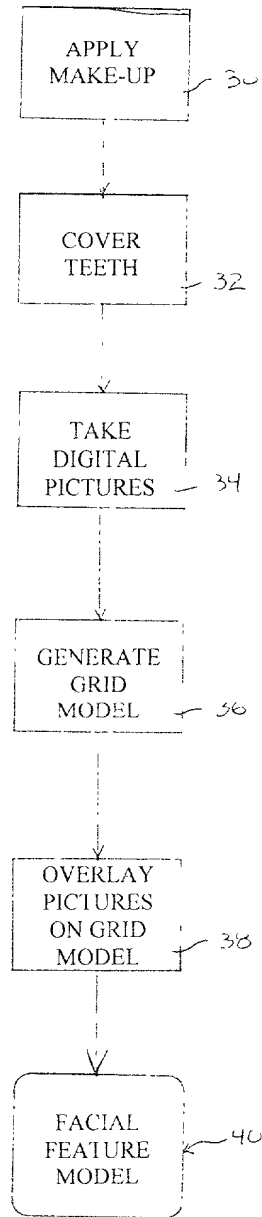 APPLY
MAKE-UP
30
COVER
TEETH
32
TAKE
DIGITAL
PICTURES
34
GENERATE
GRID
MODEL
36
OVERLAY
PICTURES
ON GRID
MODEL
38
FACIAL
FEATURE
MODEL
40